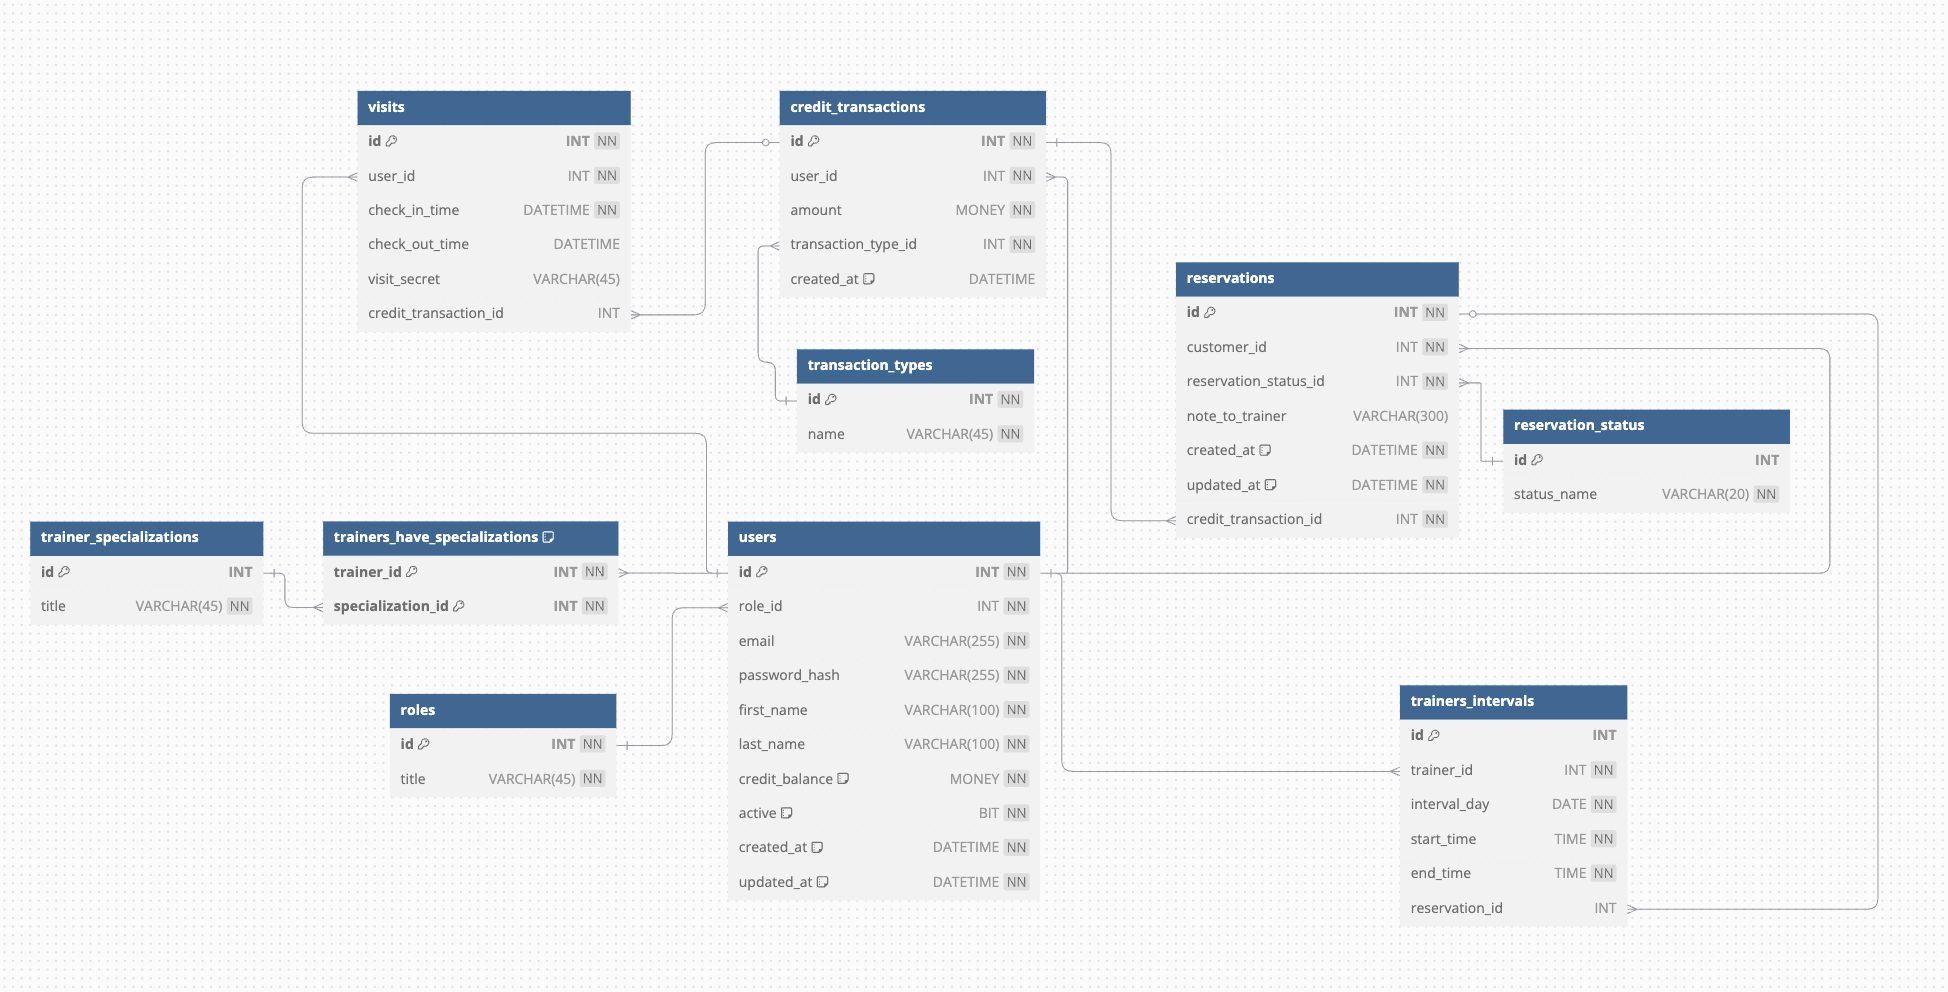 visits
id INT NN
user_id INT NN
check_in_time DATETIME NN
check_out_time DATETIME
visit_secret VARCHAR(45)
credit_transaction_id INT
credit_transactions
id INT NN
user_id INT NN
amount MONEY NN
transaction_type_id INT NN
created_at DATETIME
transaction_types
id INT NN
name VARCHAR(45) NN
reservations
id INT NN
customer_id INT NN
reservation_status_id INT NN
note_to_trainer VARCHAR(300)
created_at DATETIME NN
updated_at DATETIME NN
credit_transaction_id INT NN
reservation_status
id INT
status_name VARCHAR(20) NN
trainer_specializations
id INT
title VARCHAR(45) NN
trainers_have_specializations
trainer_id INT NN
specialization_id INT NN
users
id INT NN
role_id INT NN
email VARCHAR(255) NN
password_hash VARCHAR(255) NN
first_name VARCHAR(100) NN
last_name VARCHAR(100) NN
credit_balance MONEY NN
active BIT NN
created_at DATETIME NN
updated_at DATETIME NN
roles
id INT NN
title VARCHAR(45) NN
trainers_intervals
id INT
trainer_id INT NN
interval_day DATE NN
start_time TIME NN
end_time TIME NN
reservation_id INT